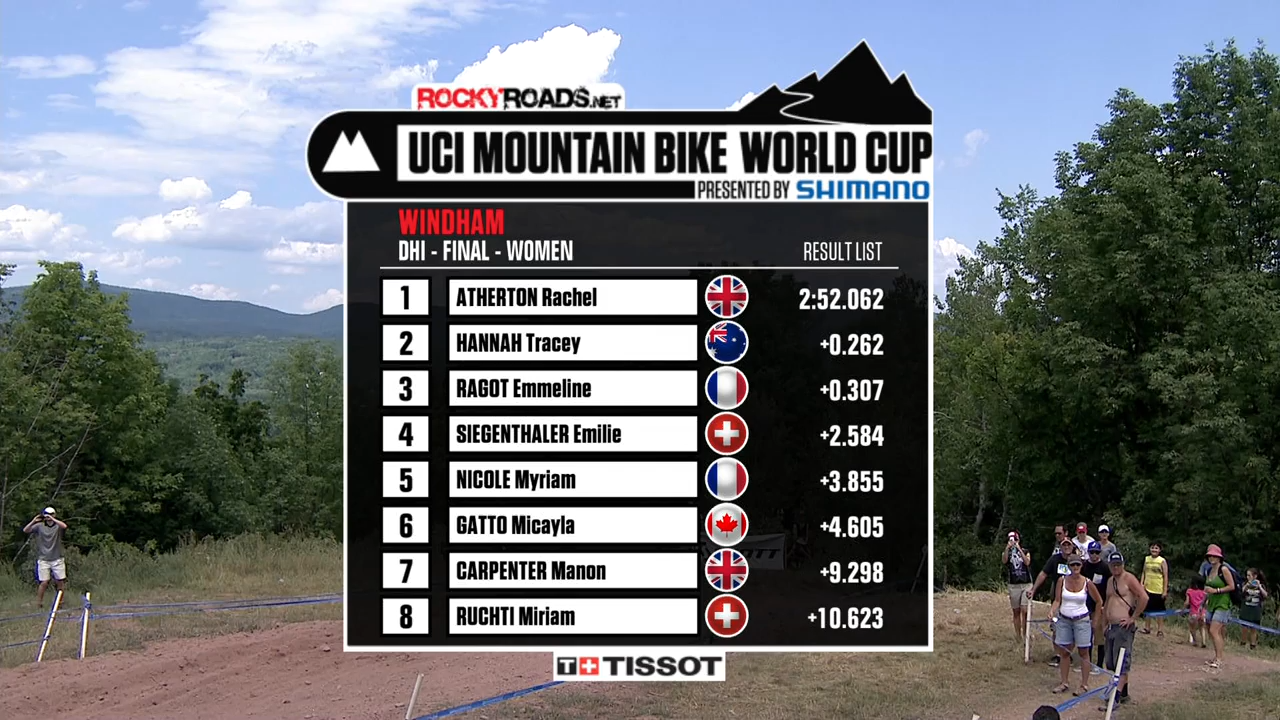 ROCKYROADS.NET
UCI MOUNTAIN BIKE WORLD CUP
PRESENTED BY SHIMANO
WINDHAM
DHI - FINAL - WOMEN RESULT LIST
1 ATHERTON Rachel 2:52.062
2 HANNAH Tracey +0.262
3 RAGOT Emmeline +0.307
4 SIEGENTHALER Emilie +2.584
5 NICOLE Myriam +3.855
6 GATTO Micayla +4.605
7 CARPENTER Manon +9.298
8 RUCHTI Miriam +10.623
T+ TISSOT